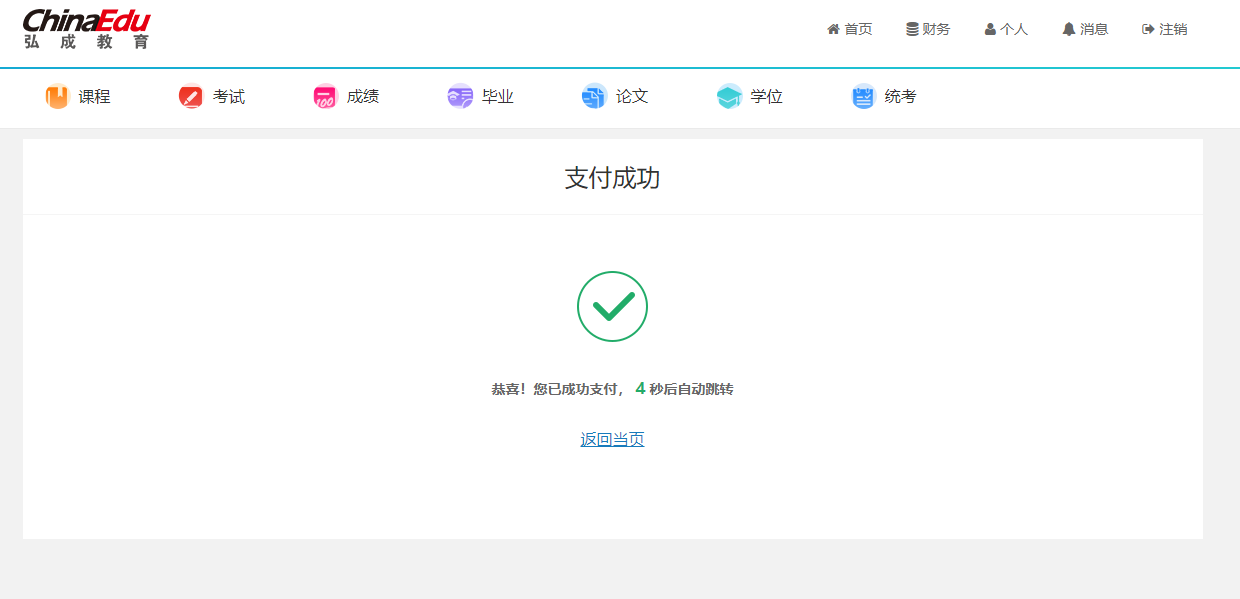 ChinaEdu
弘成教育
首页 财务 个人 消息 注销
课程 考试 100 成绩 毕业 论文 学位 统考
支付成功
恭喜！您已成功支付， 4 秒后自动跳转
返回当页